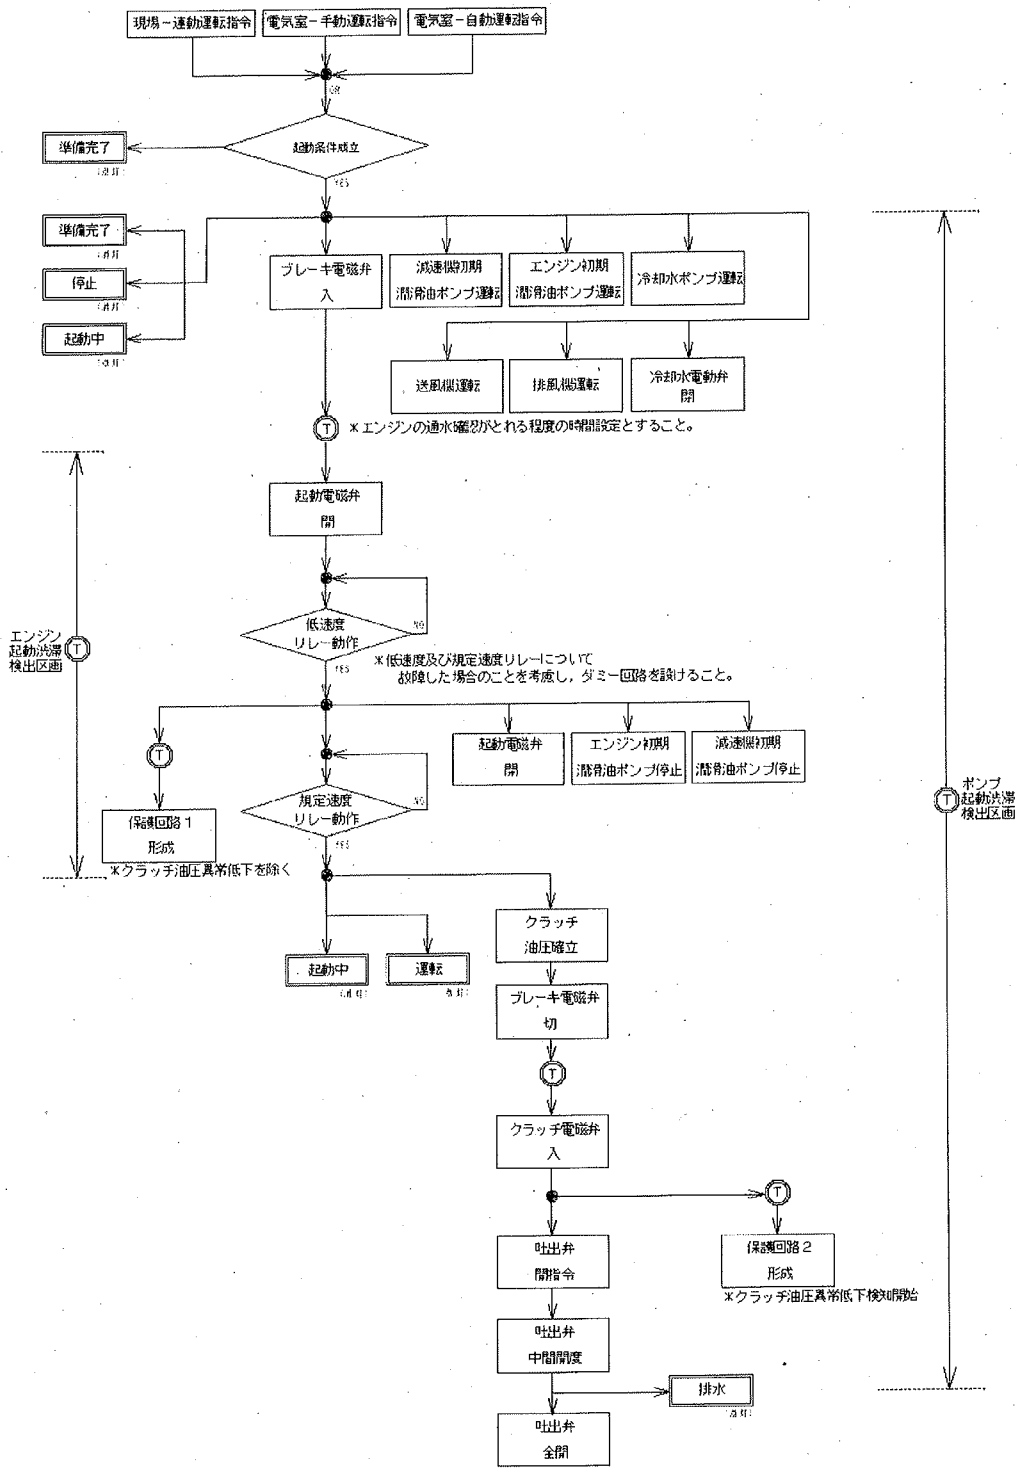 現場-連動運転指令
電気室-手動運転指令
電気室-自動運転指令
OR
起動条件成立
YES
準備完了
準備完了
停止
起動中
ブレーキ電磁弁
入
減速機初期
潤滑油ポンプ運転
エンジン初期
潤滑油ポンプ運転
冷却水ポンプ運転
送風機運転
排風機運転
冷却水電動弁
T
*エンジンの通水確認がとれる程度の時間設定とすること。
起動電磁弁
開
低速度
リレー動作
NO
YES
*低速度及び規定速度リレーについて
故障した場合のことを考慮し，ダミー回路を設けること。
エンジン
起動渋滞
検出区画
T
T
起動電磁弁
閉
エンジン初期
潤滑油ポンプ停止
減速機初期
潤滑油ポンプ停止
規定速度
リレー動作
NO
YES
保護回路1
形成
*クラッチ油圧異常低下を除く
T
ポンプ
起動渋滞
検出区画
クラッチ
油圧確立
起動中
運転
ブレーキ電磁弁
切
T
クラッチ電磁弁
入
T
吐出弁
開指令
保護回路2
形成
*クラッチ油圧異常低下検知開始
吐出弁
中間開度
排水
吐出弁
全開